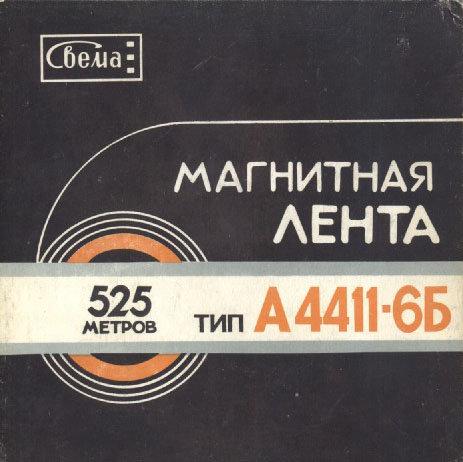 Свема
МАГНИТНАЯ
ЛЕНТА
525
МЕТРОВ
ТИП А4411-6Б